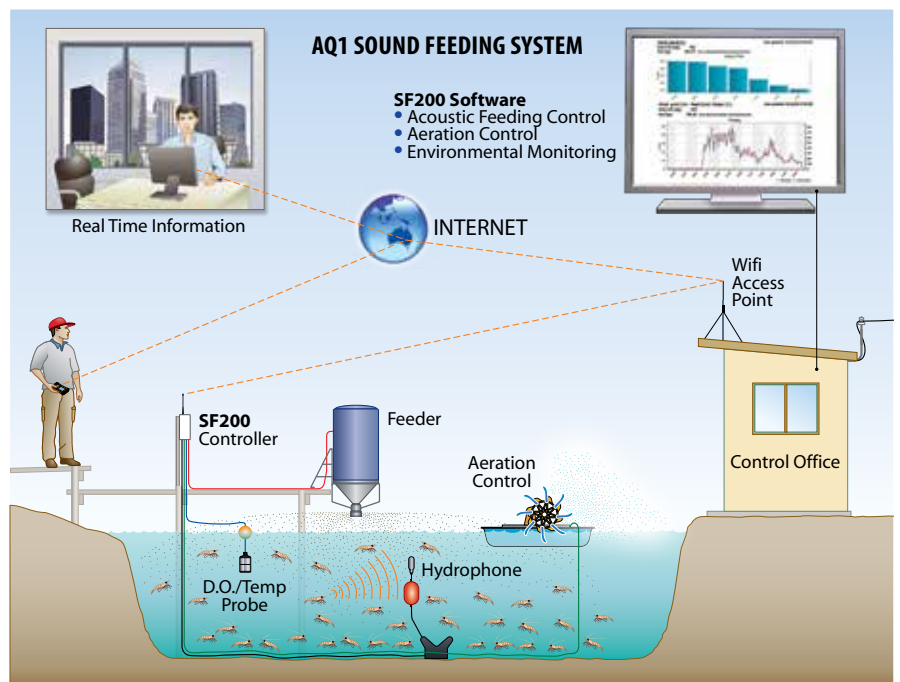 AQ1 SOUND FEEDING SYSTEM
SF200 Software
• Acoustic Feeding Control
• Aeration Control
• Environmental Monitoring
Real Time Information
INTERNET
Wifi
Access
Point
SF200
Controller
Feeder
Aeration
Control
Control Office
D.O./Temp
Probe
Hydrophone